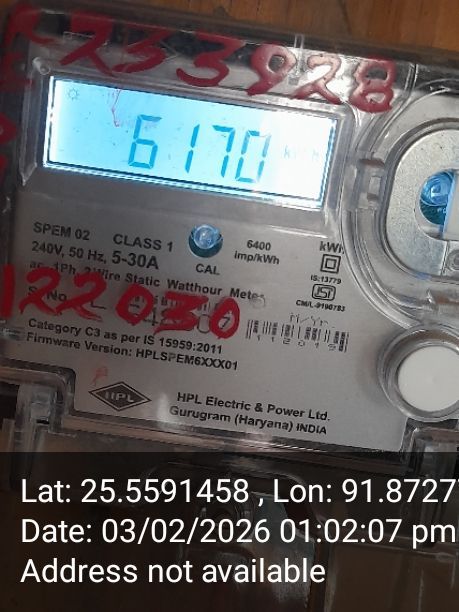 233928
6170 kWh
SPEM 02 CLASS 1 6400 kWh
240V, 50 Hz, 5-30A CAL imp/kWh
ac, 1Ph, 2Wire Static Watthour Meter
IS:13779
CM/L-9190783
122030
Category C3 as per IS 15959:2011
Firmware Version: HPLSPEM6XXX01
HPL
HPL Electric & Power Ltd.
Gurugram (Haryana) INDIA
Lat: 25.5591458 , Lon: 91.8727
Date: 03/02/2026 01:02:07 pm
Address not available